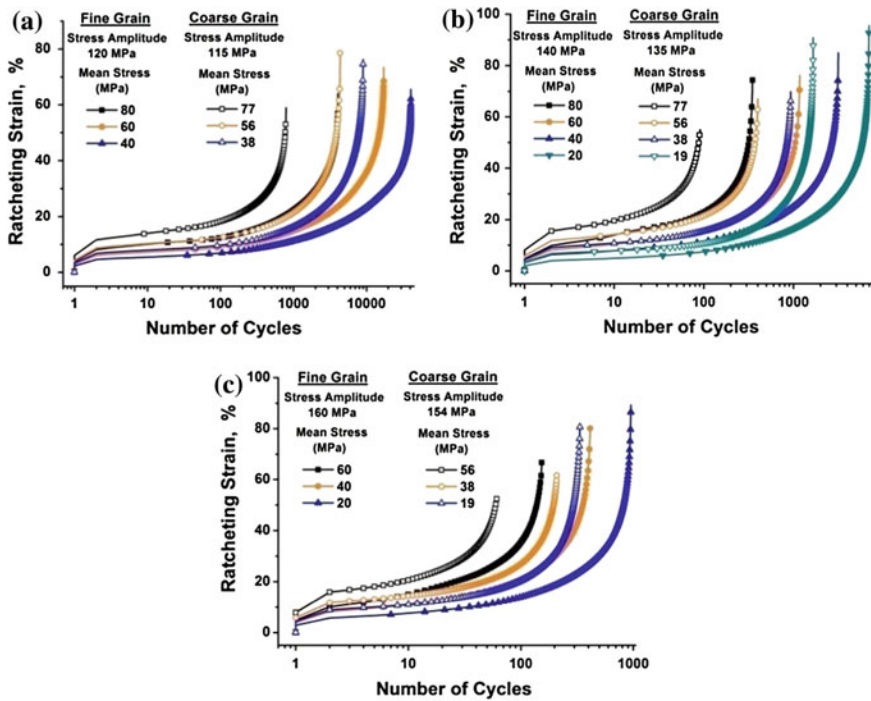 (a)
Fine Grain Coarse Grain
Stress Amplitude Stress Amplitude
120 MPa 115 MPa
Mean Stress Mean Stress
(MPa) (MPa)
80 77
60 56
40 38
Ratcheting Strain, %
80
60
40
20
0
1 10 100 1000 10000
Number of Cycles
(b)
Fine Grain Coarse Grain
Stress Amplitude Stress Amplitude
140 MPa 135 MPa
Mean Stress Mean Stress
(MPa) (MPa)
80 77
60 56
40 38
20 19
Ratcheting Strain, %
100
80
60
40
20
0
1 10 100 1000
Number of Cycles
(c)
Fine Grain Coarse Grain
Stress Amplitude Stress Amplitude
160 MPa 154 MPa
Mean Stress Mean Stress
(MPa) (MPa)
60 56
40 38
20 19
Ratcheting Strain, %
100
80
60
40
20
0
1 10 100 1000
Number of Cycles